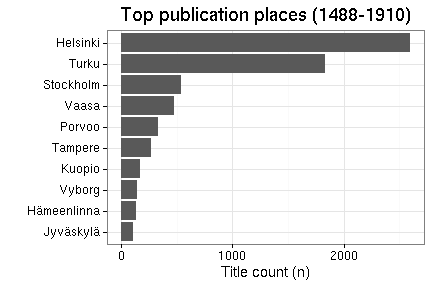 Top publication places (1488-1910)
Helsinki
Turku
Stockholm
Vaasa
Porvoo
Tampere
Kuopio
Vyborg
Hämeenlinna
Jyväskylä
0 1000 2000
Title count (n)